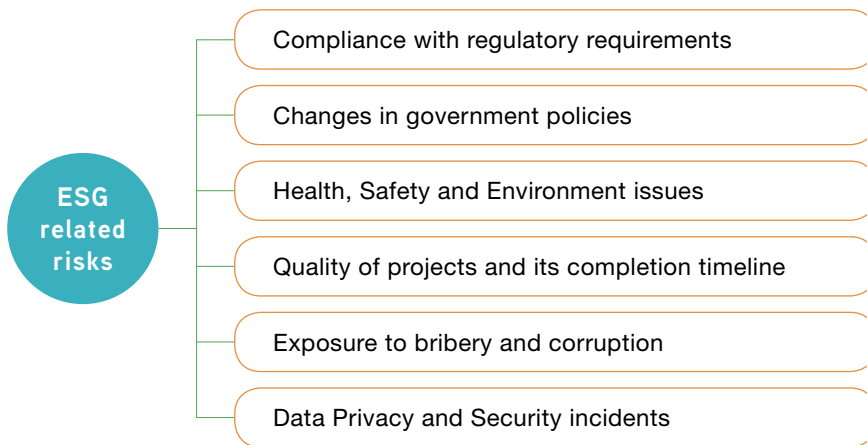 ESG
related
risks
Compliance with regulatory requirements
Changes in government policies
Health, Safety and Environment issues
Quality of projects and its completion timeline
Exposure to bribery and corruption
Data Privacy and Security incidents